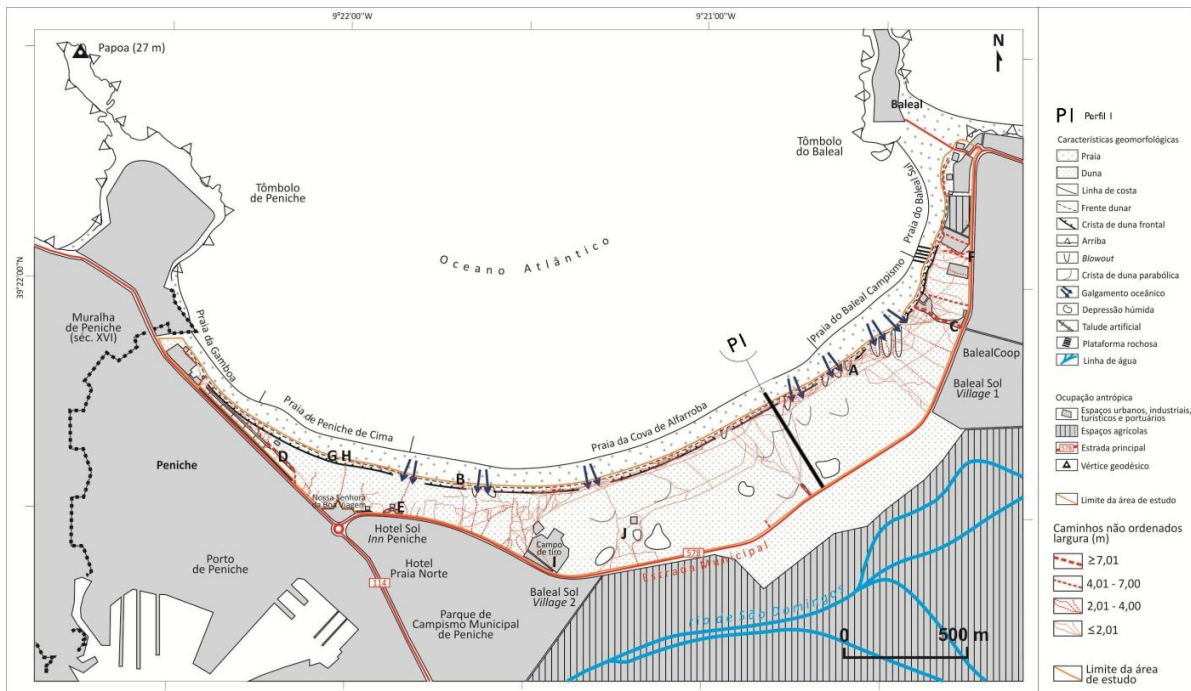 9°22'00"W
9°21'00"W
39°22'00"N
Papoa (27 m)
N
Baleal
Tômbolo
do Baleal
Tômbolo
de Peniche
Oceano Atlântico
Praia do Baleal Sul
Praia do Baleal Campismo
Praia da Cova de Alfarroba
Praia de Peniche de Cima
Praia da Gamboa
Muralha
de Peniche
(séc. XVI)
PI
F
C
A
B
G H
D
E
J
I
BalealCoop
Baleal Sol
Village 1
Peniche
Nossa Senhora
da Boa Viagem
Hotel Sol
Inn Peniche
Hotel
Praia Norte
Campo
de tiro
Porto
de Peniche
114
578
Estrada Municipal
Baleal Sol
Village 2
Parque de
Campismo Municipal
de Peniche
rio de São Domingos
0 500 m
PI Perfil I
Características geomorfológicas
Praia
Duna
Linha de costa
Frente dunar
Crista de duna frontal
Arriba
Blowout
Crista de duna parabólica
Galgamento oceânico
Depressão húmida
Talude artificial
Plataforma rochosa
Linha de água
Ocupação antrópica
Espaços urbanos, industriais,
turísticos e portuários
Espaços agrícolas
Estrada principal
Vértice geodésico
Limite da área de estudo
Caminhos não ordenados
largura (m)
≥7,01
4,01 - 7,00
2,01 - 4,00
≤2,01
Limite da área
de estudo